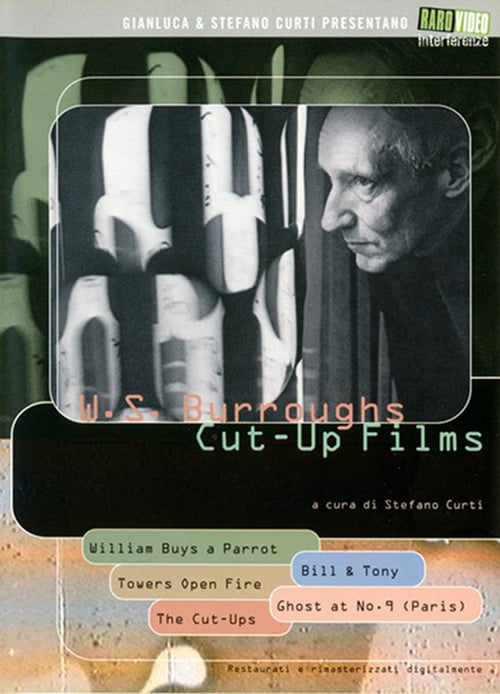 GIANLUCA & STEFANO CURTI PRESENTANO
RARO VIDEO
interferenze
W.S. Burroughs
Cut-Up Films
a cura di Stefano Curti
William Buys a Parrot
Bill & Tony
Towers Open Fire
Ghost at No.9 (Paris)
The Cut-Ups
Restaurati e rimasterizzati digitalmente